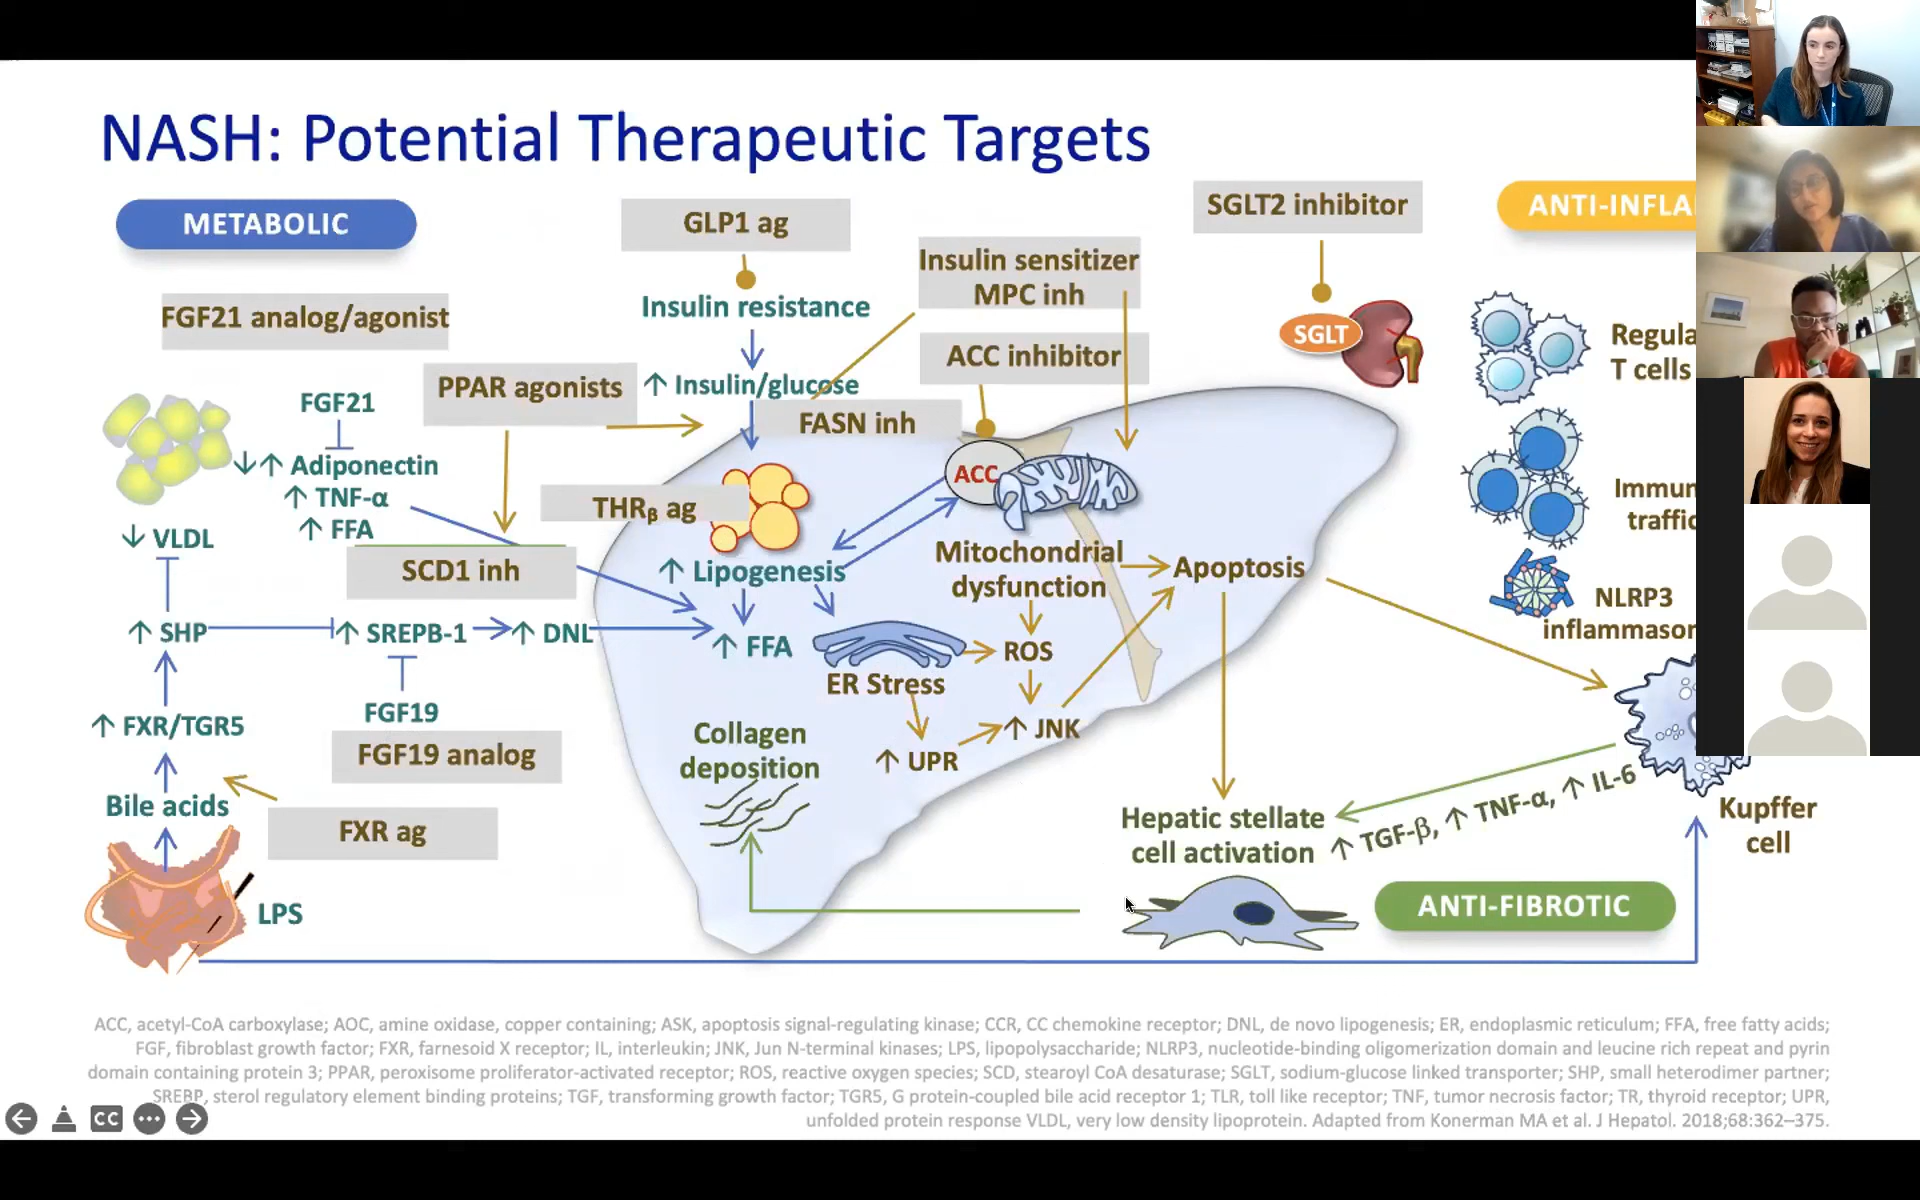 NASH: Potential Therapeutic Targets
METABOLIC
GLP1 ag
SGLT2 inhibitor
ANTI-INFLA
Insulin sensitizer
MPC inh
FGF21 analog/agonist
Insulin resistance
SGLT
Regula
T cells
ACC inhibitor
PPAR agonists
↑ Insulin/glucose
FGF21
FASN inh
↓↑ Adiponectin
↑ TNF-α
↑ FFA
ACC
THRβ ag
Immun
traffic
↓ VLDL
SCD1 inh
↑ Lipogenesis
Mitochondrial
dysfunction
Apoptosis
NLRP3
inflammason
↑ SHP
↑ SREPB-1
↑ DNL
↑ FFA
ROS
ER Stress
↑ FXR/TGR5
FGF19
FGF19 analog
Collagen
deposition
↑ UPR
↑ JNK
Bile acids
FXR ag
Hepatic stellate
cell activation
↑ TGF-β, ↑ TNF-α, ↑ IL-6
Kupffer
cell
LPS
ANTI-FIBROTIC
ACC, acetyl-CoA carboxylase; AOC, amine oxidase, copper containing; ASK, apoptosis signal-regulating kinase; CCR, CC chemokine receptor; DNL, de novo lipogenesis; ER, endoplasmic reticulum; FFA, free fatty acids;
FGF, fibroblast growth factor; FXR, farnesoid X receptor; IL, interleukin; JNK, Jun N-terminal kinases; LPS, lipopolysaccharide; NLRP3, nucleotide-binding oligomerization domain and leucine rich repeat and pyrin
domain containing protein 3; PPAR, peroxisome proliferator-activated receptor; ROS, reactive oxygen species; SCD, stearoyl CoA desaturase; SGLT, sodium-glucose linked transporter; SHP, small heterodimer partner;
SREBP, sterol regulatory element binding proteins; TGF, transforming growth factor; TGR5, G protein-coupled bile acid receptor 1; TLR, toll like receptor; TNF, tumor necrosis factor; TR, thyroid receptor; UPR,
unfolded protein response VLDL, very low density lipoprotein. Adapted from Konerman MA et al. J Hepatol. 2018;68:362–375.
CC